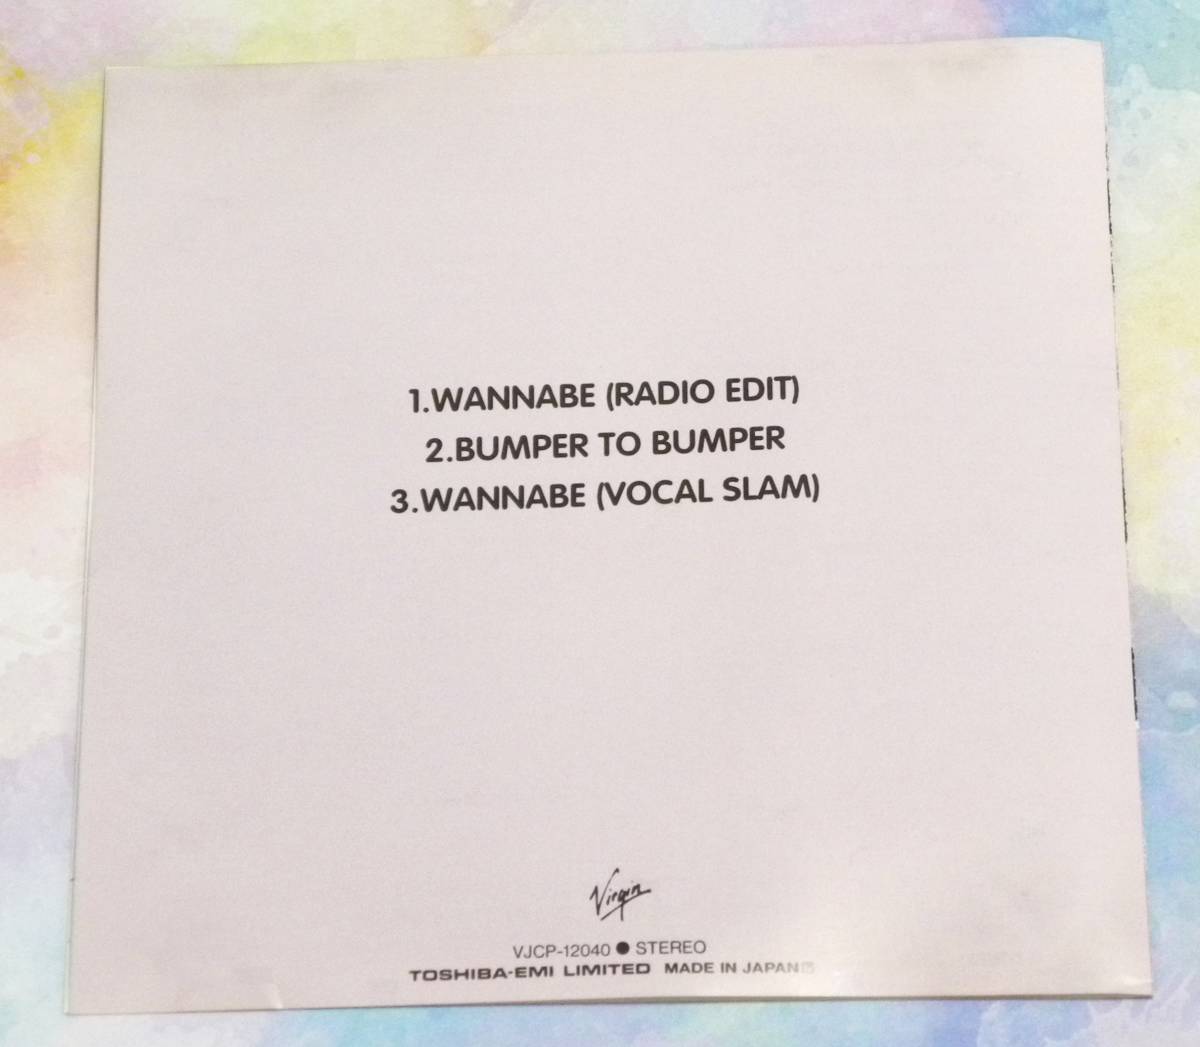 1.WANNABE (RADIO EDIT)
2.BUMPER TO BUMPER
3.WANNABE (VOCAL SLAM)
Virgin
VJCP-12040 ● STEREO
TOSHIBA-EMI LIMITED MADE IN JAPAN